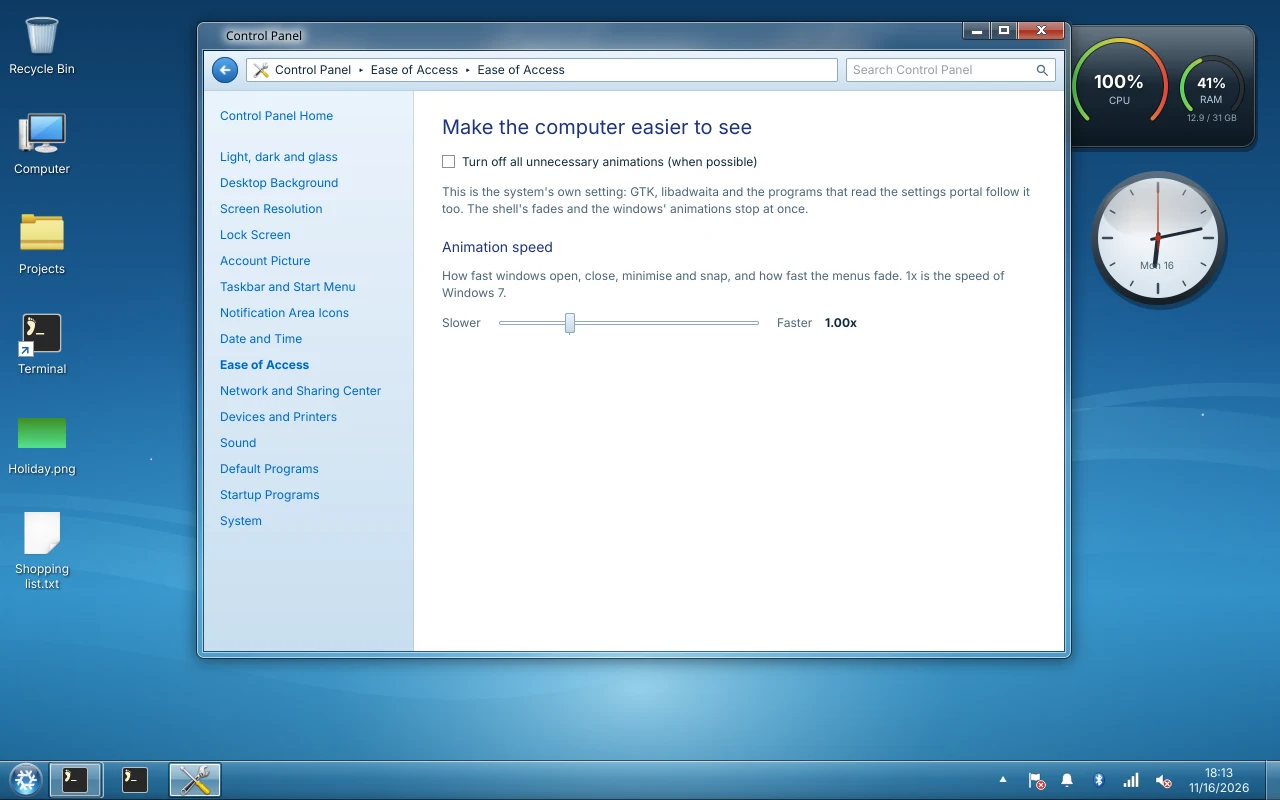 Recycle Bin
Computer
Projects
Terminal
Holiday.png
Shopping
list.txt
Control Panel
Control Panel ▸ Ease of Access ▸ Ease of Access
Search Control Panel
Control Panel Home
Light, dark and glass
Desktop Background
Screen Resolution
Lock Screen
Account Picture
Taskbar and Start Menu
Notification Area Icons
Date and Time
Ease of Access
Network and Sharing Center
Devices and Printers
Sound
Default Programs
Startup Programs
System
Make the computer easier to see
Turn off all unnecessary animations (when possible)
This is the system's own setting: GTK, libadwaita and the programs that read the settings portal follow it
too. The shell's fades and the windows' animations stop at once.
Animation speed
How fast windows open, close, minimise and snap, and how fast the menus fade. 1x is the speed of
Windows 7.
Slower
Faster 1.00x
100%
CPU
41%
RAM
12.9 / 31 GB
Mon 16
18:13
11/16/2026